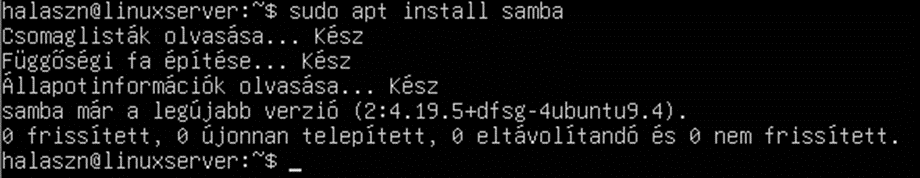 halaszn@linuxserver:~$ sudo apt install samba
Csomaglisták olvasása... Kész
Függőségi fa építése... Kész
Állapotinformációk olvasása... Kész
samba már a legújabb verzió (2:4.19.5+dfsg-4ubuntu9.4).
0 frissített, 0 újonnan telepített, 0 eltávolítandó és 0 nem frissített.
halaszn@linuxserver:~$ _